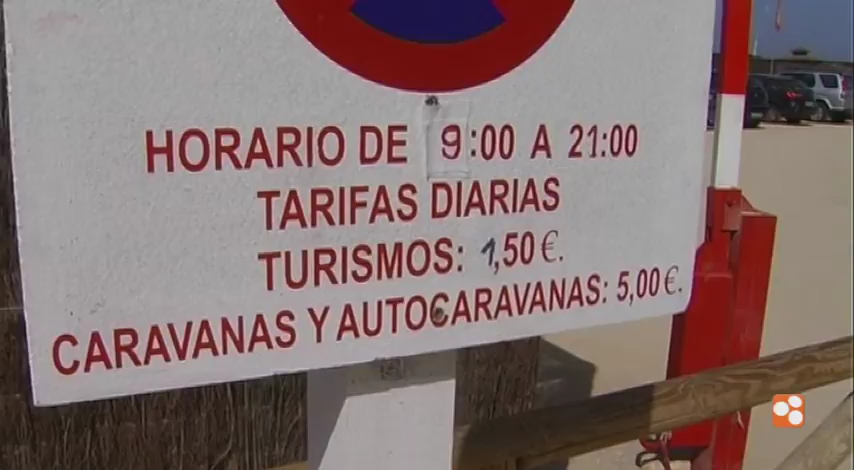 HORARIO DE 9:00 A 21:00
TARIFAS DIARIAS
TURISMOS: 1,50€.
CARAVANAS Y AUTOCARAVANAS: 5,00€.